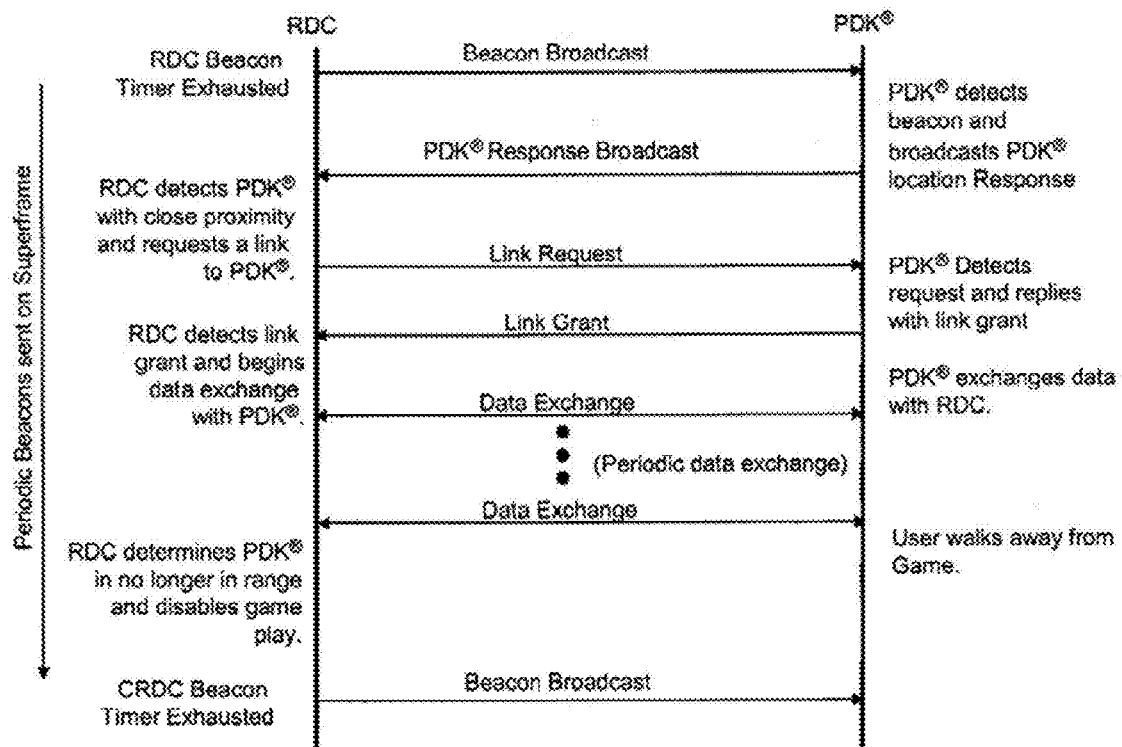 RDC
PDK®
RDC Beacon
Timer Exhausted
Beacon Broadcast
PDK® detects
beacon and
broadcasts PDK®
location Response
PDK® Response Broadcast
RDC detects PDK®
with close proximity
and requests a link
to PDK®.
Link Request
PDK® Detects
request and replies
with link grant
Link Grant
RDC detects link
grant and begins
data exchange
with PDK®.
PDK® exchanges data
with RDC.
Data Exchange
(Periodic data exchange)
Data Exchange
User walks away from
Game.
RDC determines PDK®
in no longer in range
and disables game
play.
CRDC Beacon
Timer Exhausted
Beacon Broadcast
Periodic Beacons sent on Superframe